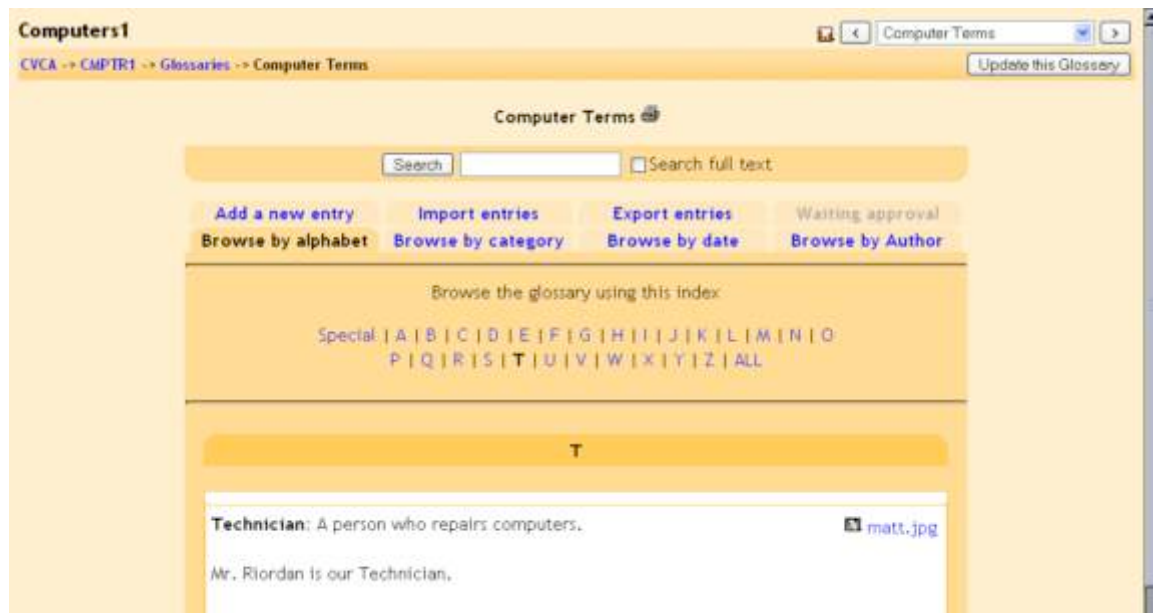 Computers1
< Computer Terms >
CVCA -> CMPTR1 -> Glossaries -> Computer Terms
Update this Glossary
Computer Terms
Search
Search full text
Add a new entry Import entries Export entries Waiting approval
Browse by alphabet Browse by category Browse by date Browse by Author
Browse the glossary using this index
Special | A | B | C | D | E | F | G | H | I | J | K | L | M | N | O
P | Q | R | S | T | U | V | W | X | Y | Z | ALL
T
Technician: A person who repairs computers. matt.jpg
Mr. Riordan is our Technician.